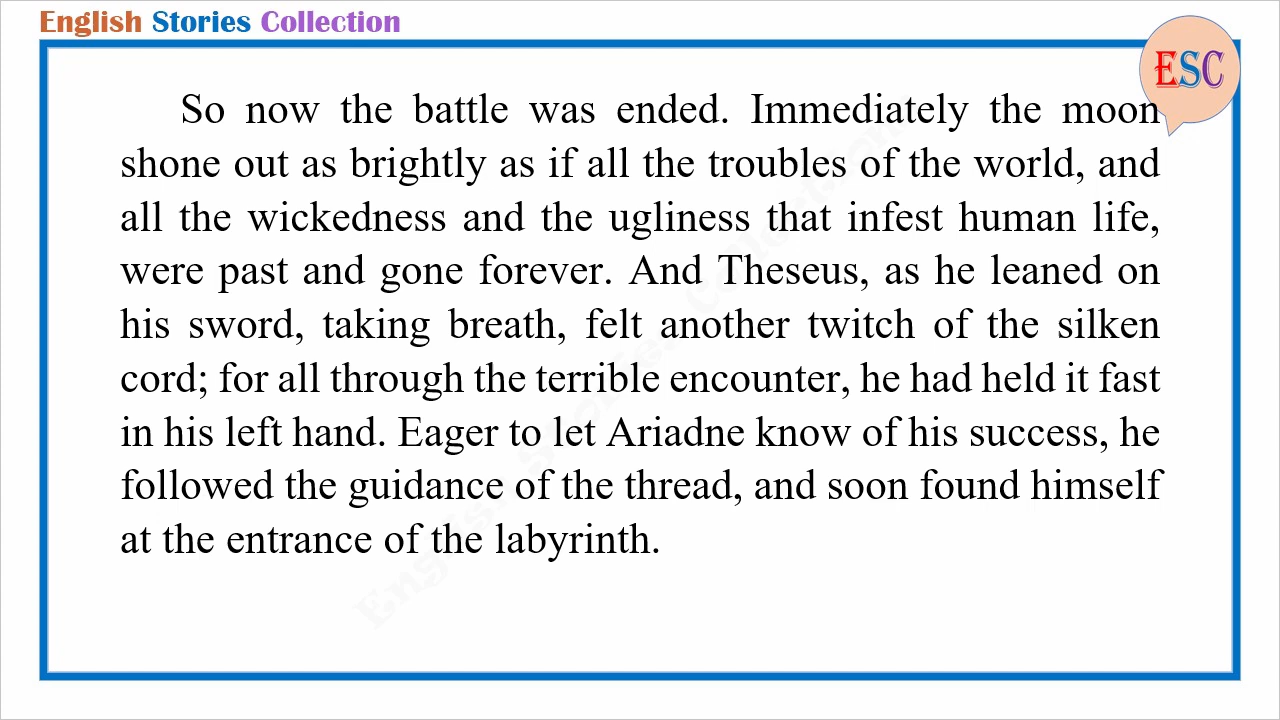 English Stories Collection
ESC
So now the battle was ended. Immediately the moon
shone out as brightly as if all the troubles of the world, and
all the wickedness and the ugliness that infest human life,
were past and gone forever. And Theseus, as he leaned on
his sword, taking breath, felt another twitch of the silken
cord; for all through the terrible encounter, he had held it fast
in his left hand. Eager to let Ariadne know of his success, he
followed the guidance of the thread, and soon found himself
at the entrance of the labyrinth.
English Stories Collection